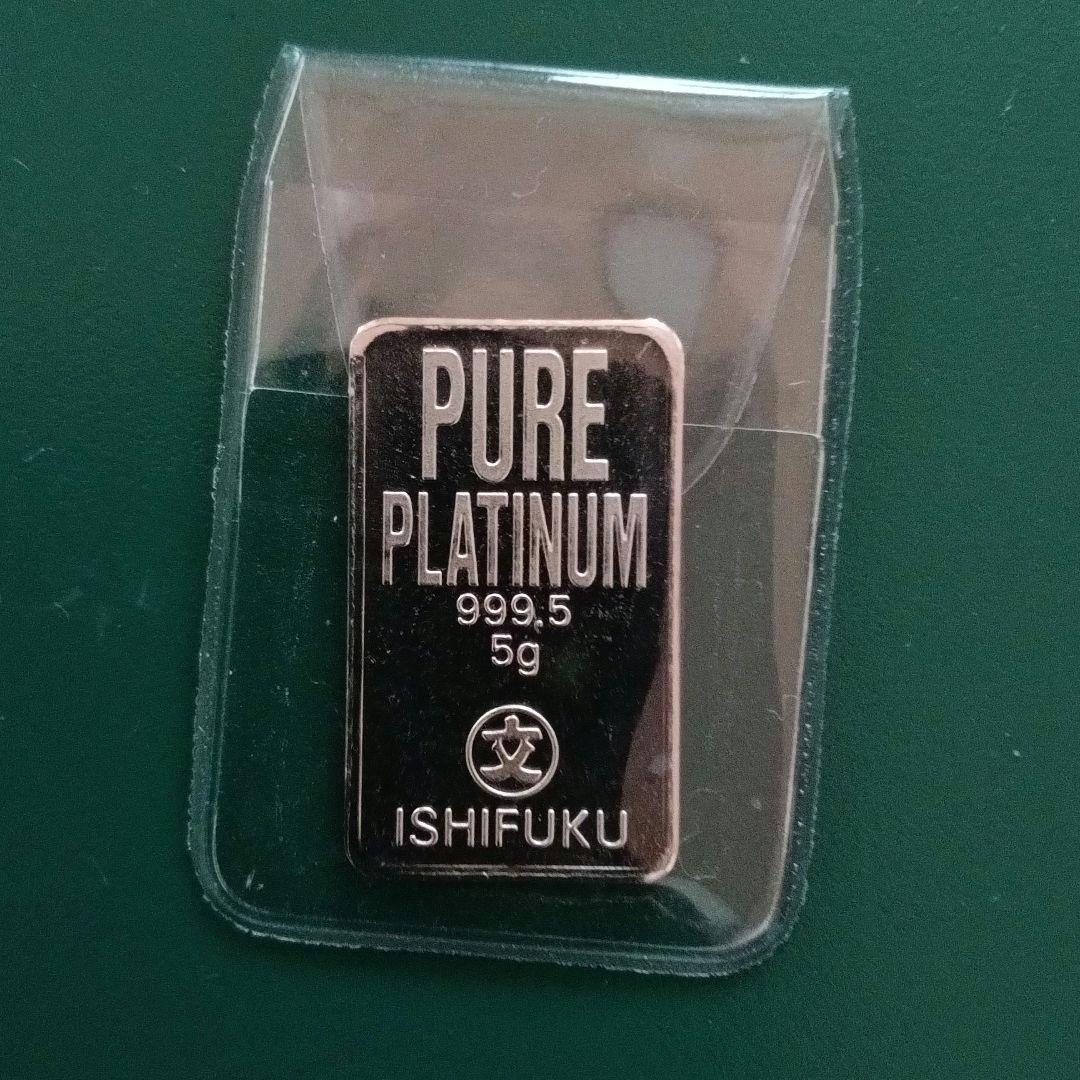 PURE
PLATINUM
999.5
5g
文
ISHIFUKU